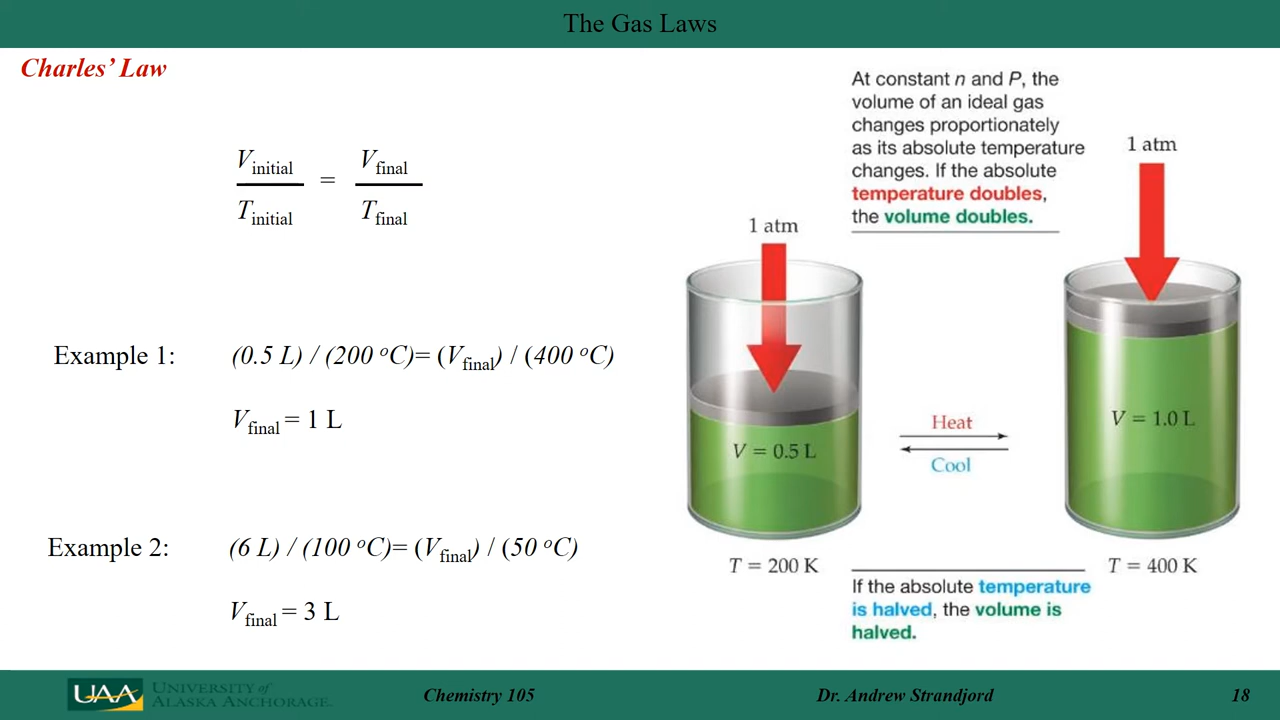 The Gas Laws
Charles’ Law
V initial / T initial = V final / T final
Example 1: (0.5 L) / (200 °C)= (V final) / (400 °C)
V final = 1 L
Example 2: (6 L) / (100 °C)= (V final) / (50 °C)
V final = 3 L
At constant n and P, the
volume of an ideal gas
changes proportionately
as its absolute temperature
changes. If the absolute
temperature doubles,
the volume doubles.
1 atm
1 atm
V = 0.5 L
Heat
Cool
V = 1.0 L
T = 200 K
T = 400 K
If the absolute temperature
is halved, the volume is
halved.
UAA UNIVERSITY of
ALASKA ANCHORAGE.
Chemistry 105
Dr. Andrew Strandjord
18